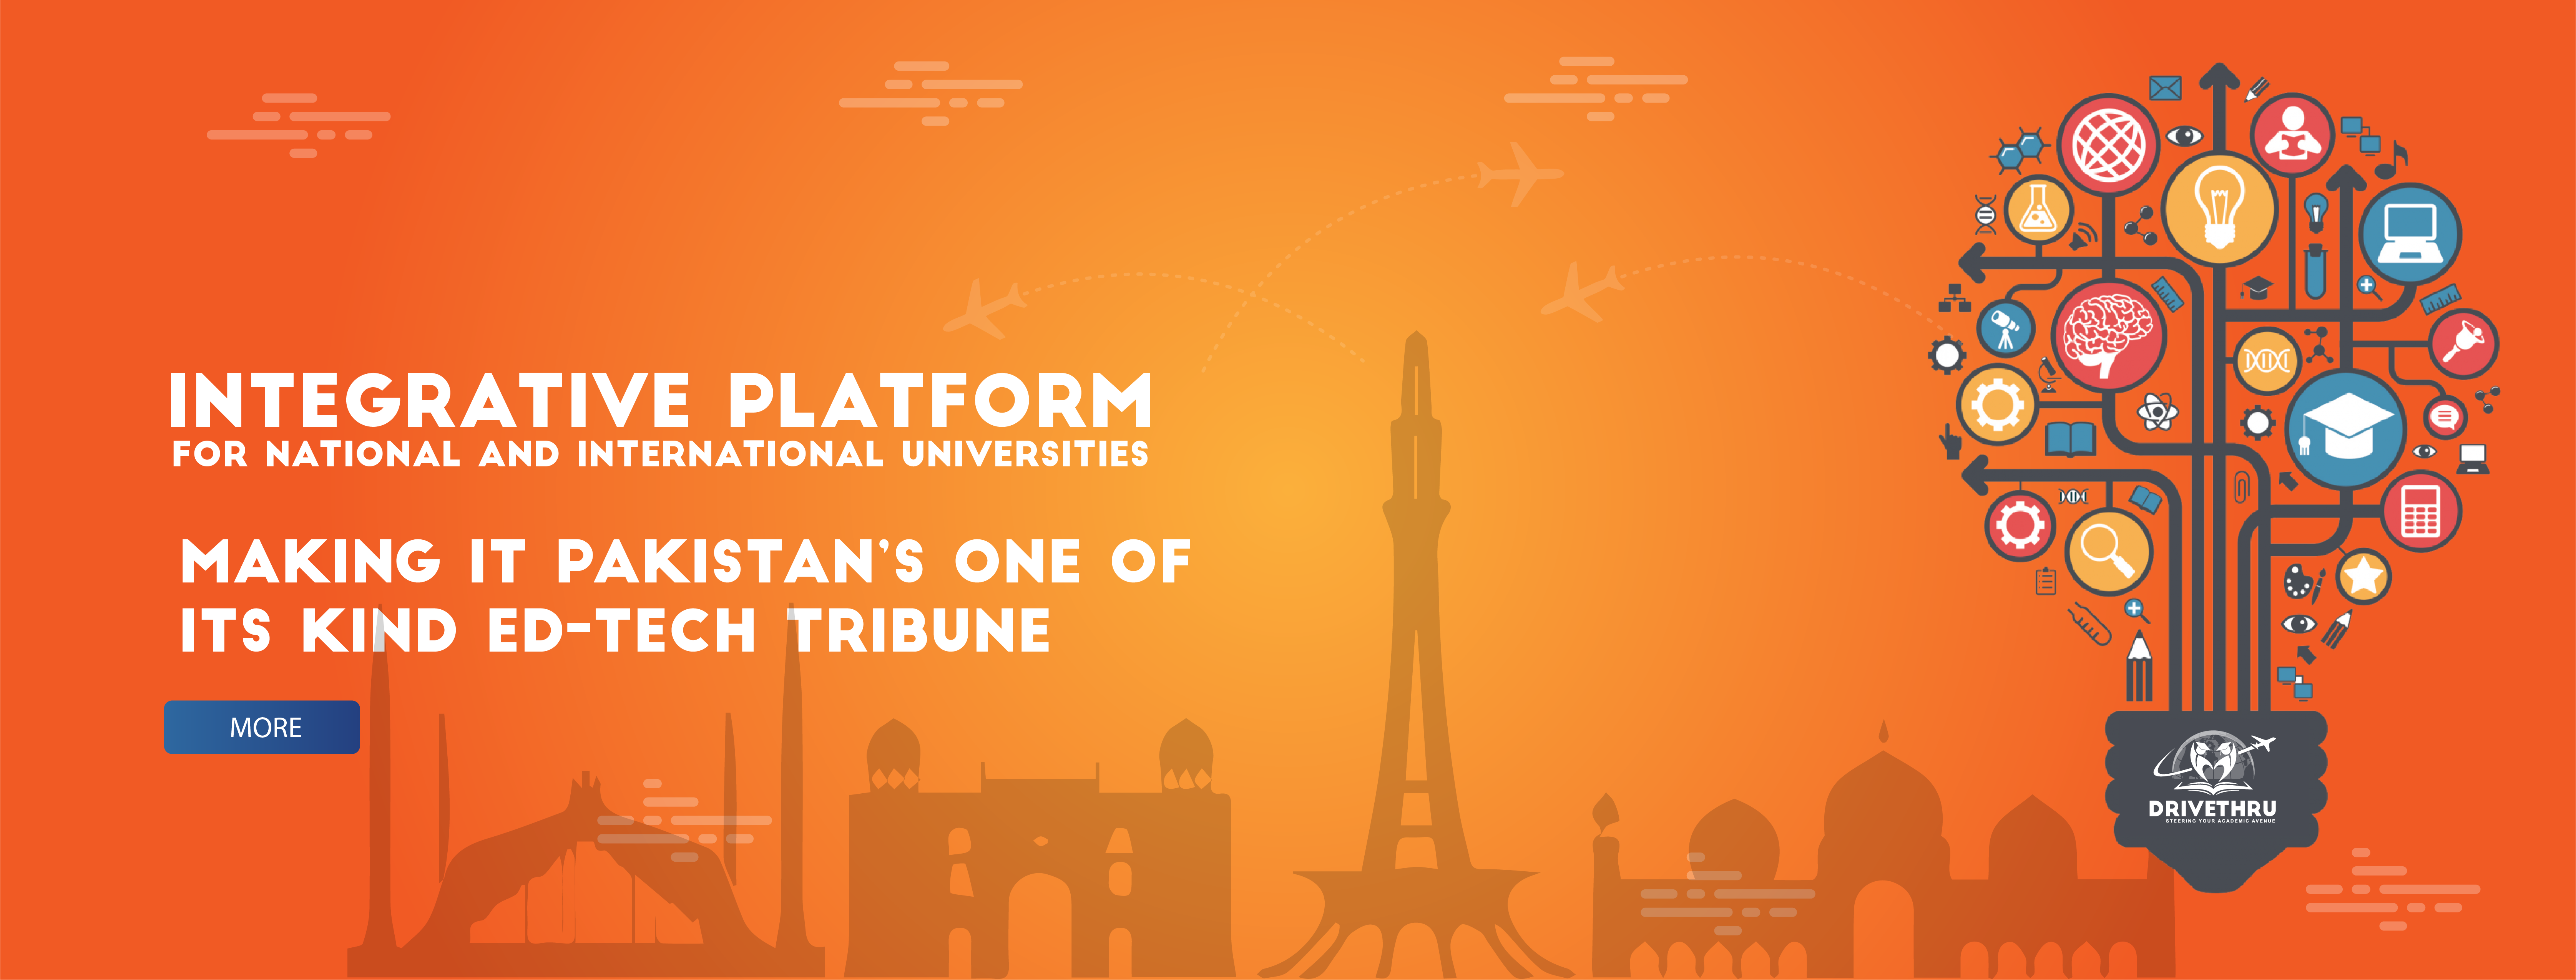 INTEGRATIVE PLATFORM
FOR NATIONAL AND INTERNATIONAL UNIVERSITIES
MAKING IT PAKISTAN'S ONE OF
ITS KIND ED-TECH TRIBUNE
MORE
DRIVETHRU
STEERING YOUR ACADEMIC AVENUE